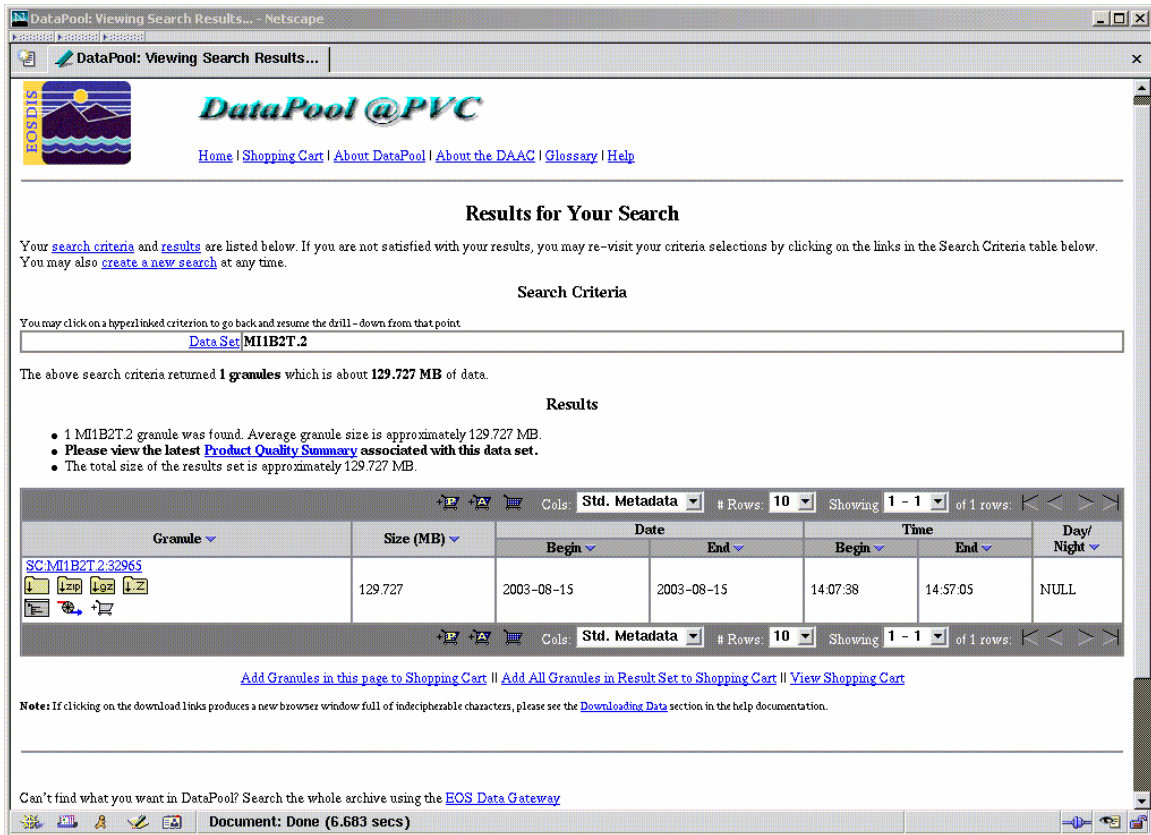 DataPool: Viewing Search Results... - Netscape
DataPool: Viewing Search Results...
EOSDIS
DataPool @PVC
Home | Shopping Cart | About DataPool | About the DAAC | Glossary | Help
Results for Your Search
Your search criteria and results are listed below. If you are not satisfied with your results, you may re-visit your criteria selections by clicking on the links in the Search Criteria table below.
You may also create a new search at any time.
Search Criteria
You may click on a hyperlinked criterion to go back and resume the drill-down from that point
Data Set MI1B2T.2
The above search criteria returned 1 granules which is about 129.727 MB of data.
Results
• 1 MI1B2T.2 granule was found. Average granule size is approximately 129.727 MB.
• Please view the latest Product Quality Summary associated with this data set.
• The total size of the results set is approximately 129.727 MB.
+P +A Cols: Std. Metadata # Rows: 10 Showing 1 - 1 of 1 rows:
Granule Size (MB) Date Time Day/
Begin End Begin End Night
SC:MI1B2T.2:32965
zip .gz .Z
129.727 2003-08-15 2003-08-15 14:07:38 14:57:05 NULL
+P +A Cols: Std. Metadata # Rows: 10 Showing 1 - 1 of 1 rows:
Add Granules in this page to Shopping Cart || Add All Granules in Result Set to Shopping Cart || View Shopping Cart
Note: If clicking on the download links produces a new browser window full of indecipherable characters, please see the Downloading Data section in the help documentation.
Can't find what you want in DataPool? Search the whole archive using the EOS Data Gateway
Document: Done (6.683 secs)